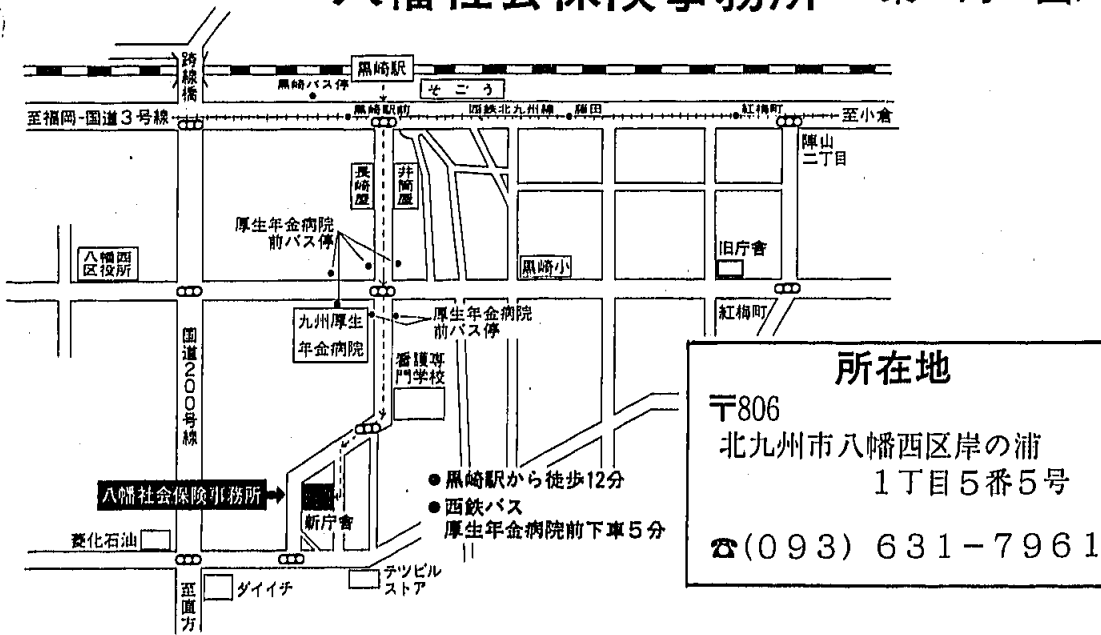 八幡社会保険事務所
跨線橋
黒崎駅
黒崎バス停
そごう
至福岡-国道3号線
黒崎駅前
西鉄北九州線
藤田
紅梅町
至小倉
陣山
二丁目
長崎屋
井筒屋
厚生年金病院
前バス停
八幡西
区役所
黒崎小
旧庁舎
九州厚生
年金病院
厚生年金病院
前バス停
紅梅町
看護専
門学校
国道200号線
所在地
〒806
北九州市八幡西区岸の浦
1丁目5番5号
☎(093) 631-7961
八幡社会保険事務所
新庁舎
●黒崎駅から徒歩12分
●西鉄バス
厚生年金病院前下車5分
菱化石油
至直方
ダイイチ
テツビル
ストア